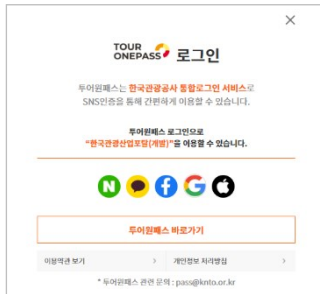 TOUR
ONEPASS 로그인
투어원패스는 한국관광공사 통합로그인 서비스로
SNS인증을 통해 간편하게 이용할 수 있습니다.
투어원패스 로그인으로
"한국관광산업포털(개발)"을 이용할 수 있습니다.
투어원패스 바로가기
이용약관 보기 >
개인정보 처리방침 >
* 투어원패스 관련 문의 : pass@knto.or.kr